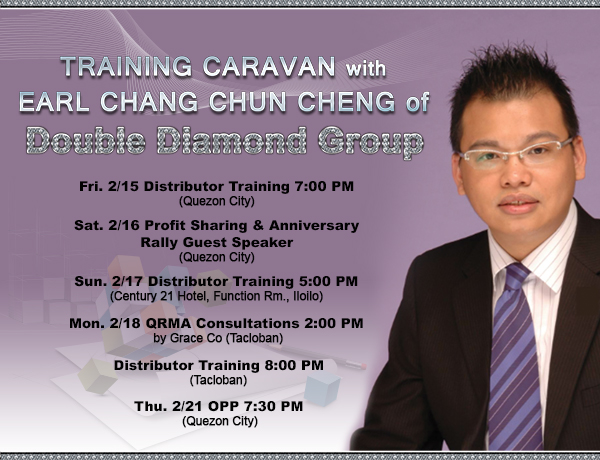 TRAINING CARAVAN with
EARL CHANG CHUN CHENG of
Double Diamond Group
Fri. 2/15 Distributor Training 7:00 PM
(Quezon City)
Sat. 2/16 Profit Sharing & Anniversary
Rally Guest Speaker
(Quezon City)
Sun. 2/17 Distributor Training 5:00 PM
(Century 21 Hotel, Function Rm., Iloilo)
Mon. 2/18 QRMA Consultations 2:00 PM
by Grace Co (Tacloban)
Distributor Training 8:00 PM
(Tacloban)
Thu. 2/21 OPP 7:30 PM
(Quezon City)